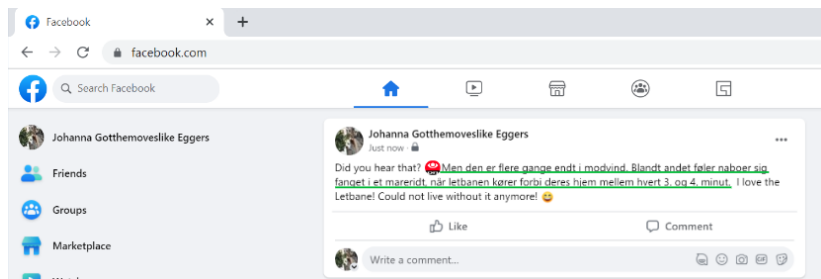 Facebook
facebook.com
Search Facebook
Johanna Gotthemoveslike Eggers
Friends
Groups
Marketplace
Johanna Gotthemoveslike Eggers
Just now ·
Did you hear that? Men den er flere gange endt i modvind. Blandt andet føler naboer sig
fanget i et mareridt, når letbanen kører forbi deres hjem mellem hvert 3. og 4. minut. I love the
Letbane! Could not live without it anymore! 😄
Like
Comment
Write a comment...
GIF